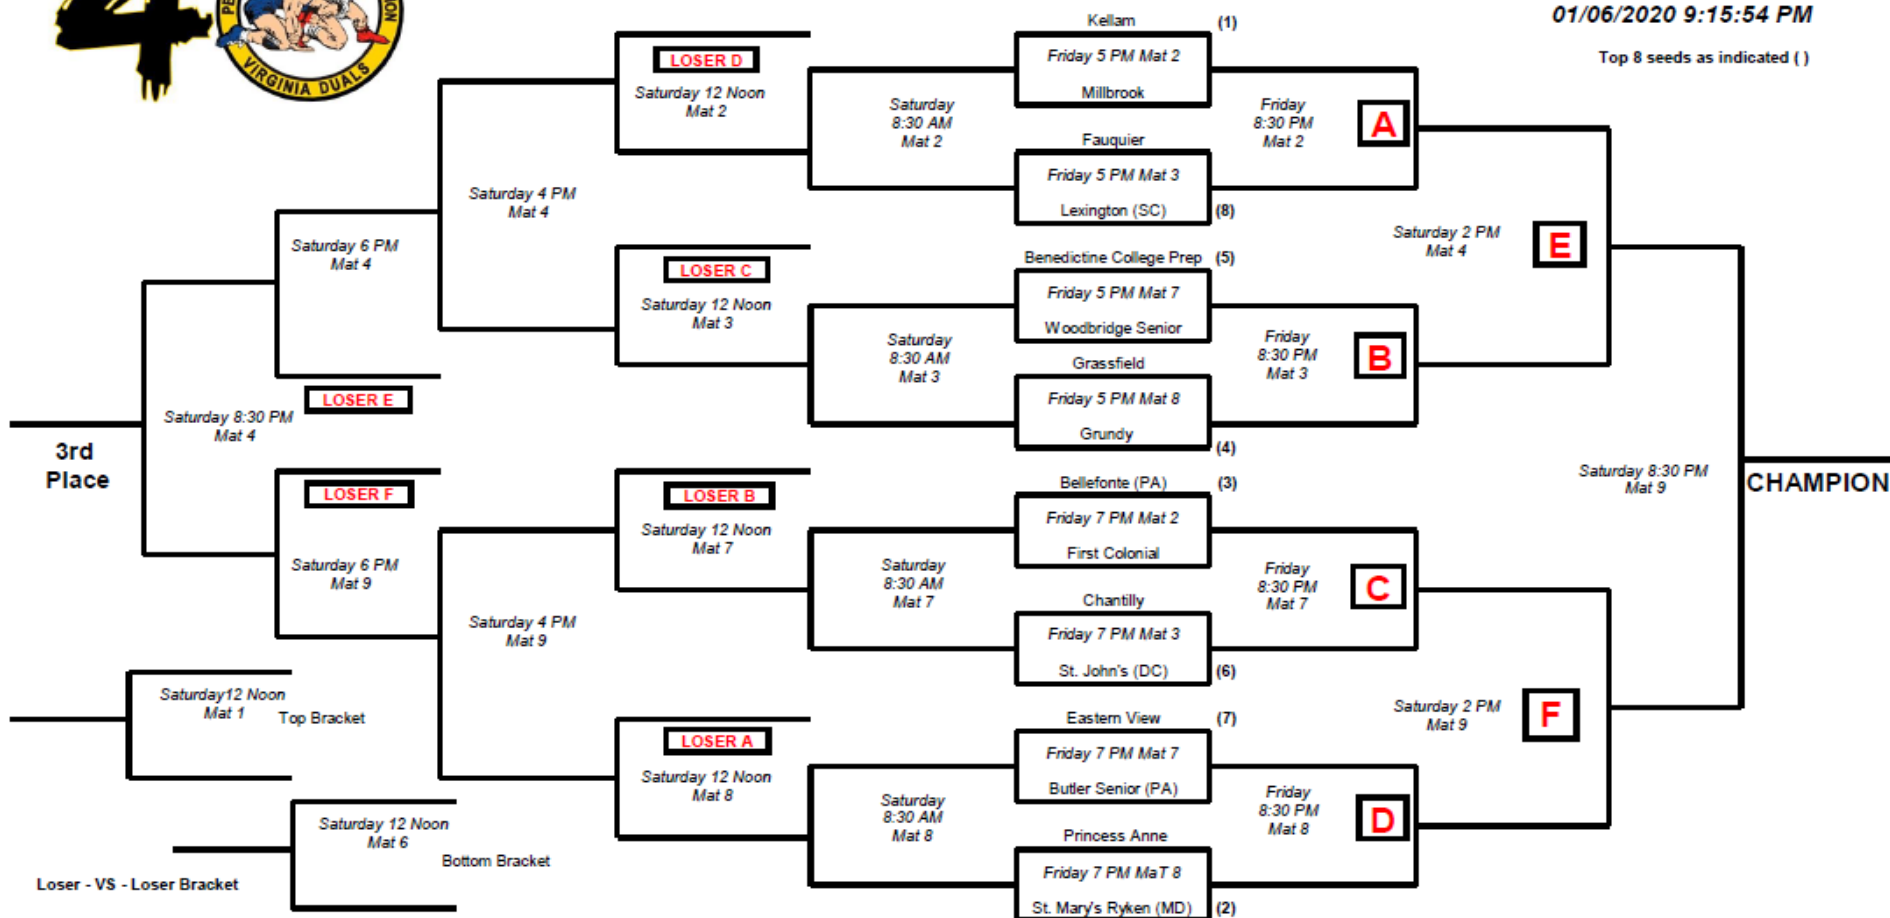 4
PE
ION
VIRGINIA DUALS
01/06/2020 9:15:54 PM
Top 8 seeds as indicated ( )
Kellam (1)
Friday 5 PM Mat 2
Millbrook
Fauquier
Friday 5 PM Mat 3
Lexington (SC) (8)
Benedictine College Prep (5)
Friday 5 PM Mat 7
Woodbridge Senior
Grassfield
Friday 5 PM Mat 8
Grundy
(4)
Bellefonte (PA) (3)
Friday 7 PM Mat 2
First Colonial
Chantilly
Friday 7 PM Mat 3
St. John's (DC) (6)
Eastern View (7)
Friday 7 PM Mat 7
Butler Senior (PA)
Princess Anne
Friday 7 PM MaT 8
St. Mary's Ryken (MD) (2)
Friday
8:30 PM
Mat 2
A
Friday
8:30 PM
Mat 3
B
Friday
8:30 PM
Mat 7
C
Friday
8:30 PM
Mat 8
D
Saturday 2 PM
Mat 4
E
Saturday 2 PM
Mat 9
F
Saturday 8:30 PM
Mat 9
CHAMPION
Saturday
8:30 AM
Mat 2
Saturday
8:30 AM
Mat 3
Saturday
8:30 AM
Mat 7
Saturday
8:30 AM
Mat 8
LOSER D
Saturday 12 Noon
Mat 2
LOSER C
Saturday 12 Noon
Mat 3
LOSER B
Saturday 12 Noon
Mat 7
LOSER A
Saturday 12 Noon
Mat 8
Saturday 4 PM
Mat 4
Saturday 4 PM
Mat 9
Saturday 6 PM
Mat 4
LOSER E
LOSER F
Saturday 6 PM
Mat 9
Saturday 8:30 PM
Mat 4
3rd
Place
Saturday12 Noon
Mat 1
Top Bracket
Saturday 12 Noon
Mat 6
Bottom Bracket
Loser - VS - Loser Bracket